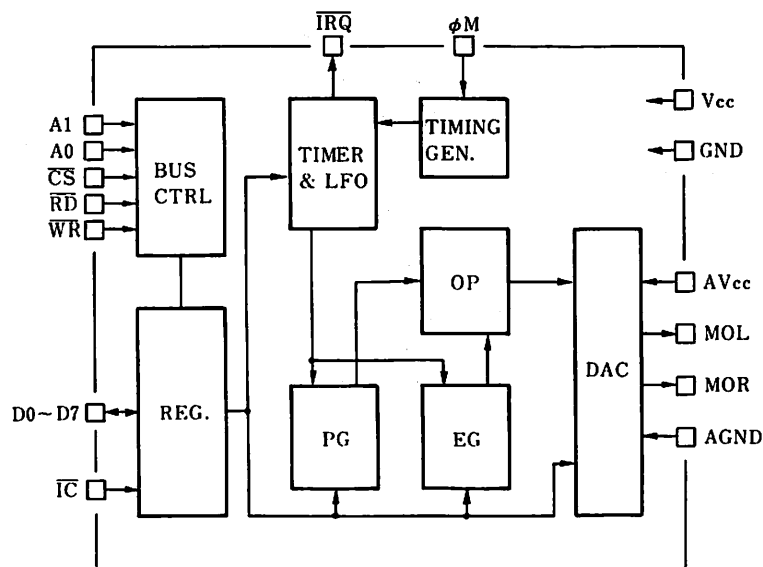 IRQ
φM
A1
A0
CS
RD
WR
BUS
CTRL
TIMER
& LFO
TIMING
GEN.
Vcc
GND
OP
AVcc
MOL
DAC
MOR
AGND
D0~D7
REG.
PG
EG
IC